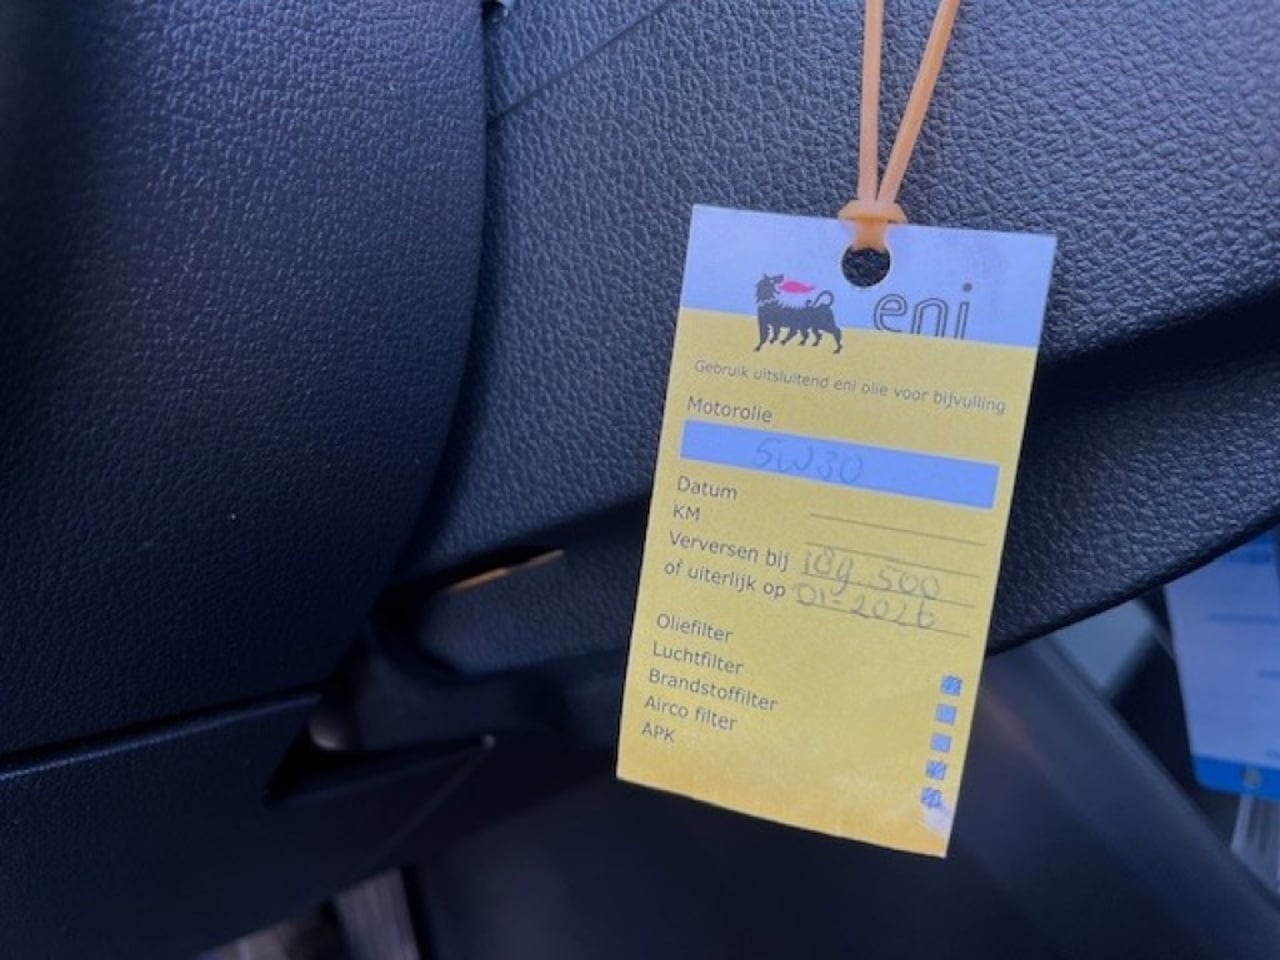 eni
Gebruik uitsluitend eni olie voor bijvulling
Motorolie
5W30
Datum
KM
Verversen bij 189.500
of uiterlijk op 01-2026
Oliefilter
Luchtfilter
Brandstoffilter
Airco filter
APK